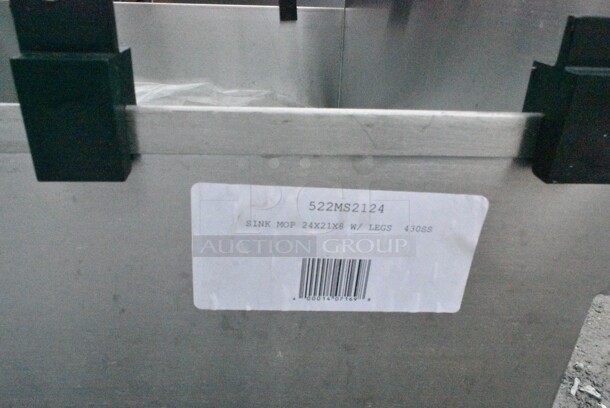 522MS2124
SINK MOP 24X21X8 W/ LEGS 430SS
AUCTION GROUP